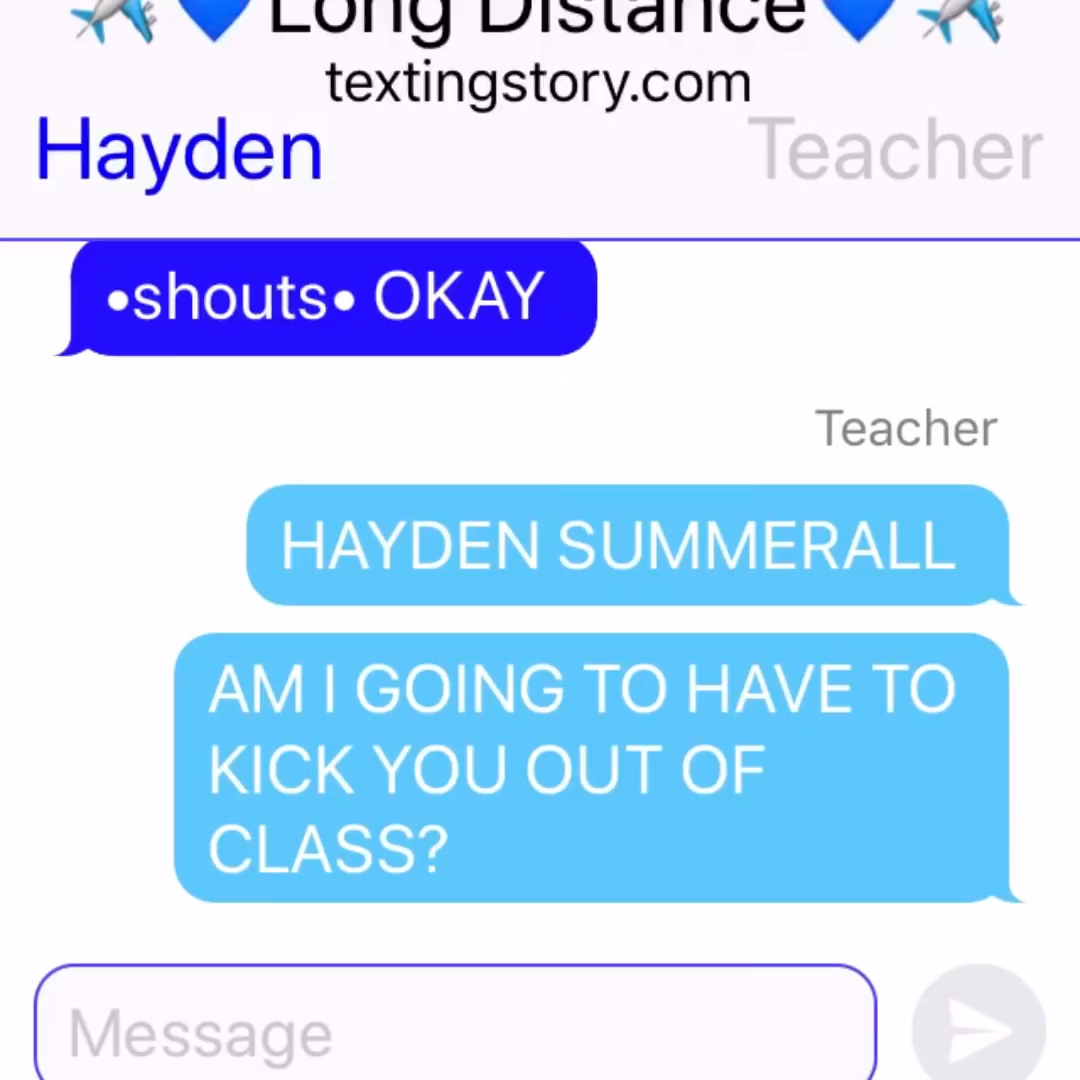 ✈️💙Long Distance💙✈️
textingstory.com
Hayden Teacher
•shouts• OKAY
Teacher
HAYDEN SUMMERALL
AM I GOING TO HAVE TO
KICK YOU OUT OF
CLASS?
Message